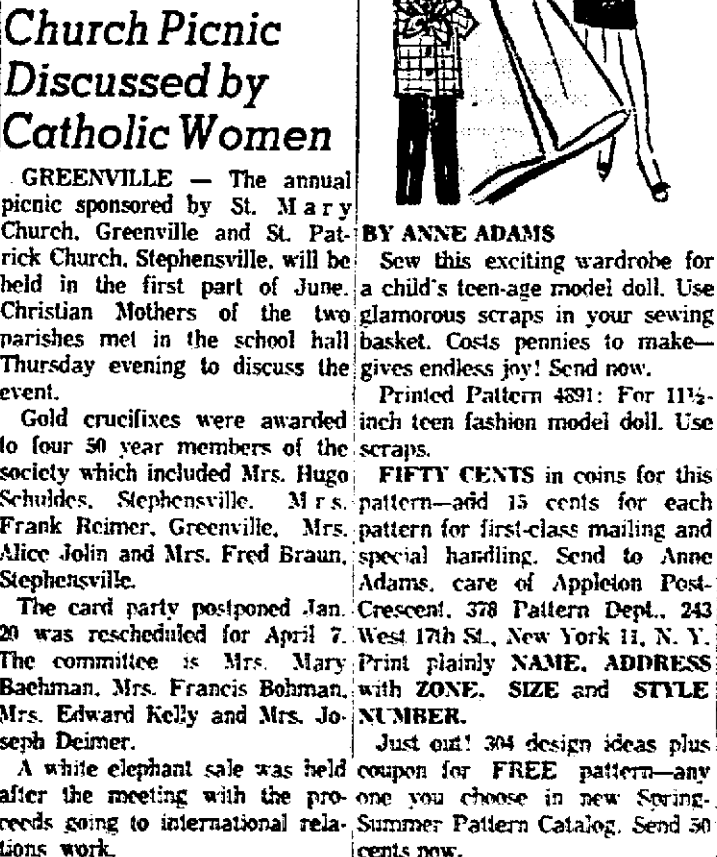 Church Picnic
Discussed by
Catholic Women
GREENVILLE — The annual
picnic sponsored by St. Mary
Church, Greenville and St. Pat-
rick Church, Stephensville, will be
held in the first part of June.
Christian Mothers of the two
parishes met in the school hall
Thursday evening to discuss the
event.
Gold crucifixes were awarded
to four 50 year members of the
society which included Mrs. Hugo
Schuldes, Stephensville, Mrs.
Frank Reimer, Greenville, Mrs.
Alice Jolin and Mrs. Fred Braun,
Stephensville.
The card party postponed Jan.
20 was rescheduled for April 7.
The committee is Mrs. Mary
Bachman, Mrs. Francis Bohman,
Mrs. Edward Kelly and Mrs. Jo-
seph Deimer.
A white elephant sale was held
after the meeting with the pro-
ceeds going to international rela-
tions work.
BY ANNE ADAMS
Sew this exciting wardrobe for
a child's teen-age model doll. Use
glamorous scraps in your sewing
basket. Costs pennies to make—
gives endless joy! Send now.
Printed Pattern 4891: For 11½-
inch teen fashion model doll. Use
scraps.
FIFTY CENTS in coins for this
pattern—add 15 cents for each
pattern for first-class mailing and
special handling. Send to Anne
Adams, care of Appleton Post-
Crescent, 378 Pattern Dept., 243
West 17th St., New York 11, N. Y.
Print plainly NAME, ADDRESS
with ZONE, SIZE and STYLE
NUMBER.
Just out! 304 design ideas plus
coupon for FREE pattern—any
one you choose in new Spring-
Summer Pattern Catalog. Send 50
cents now.